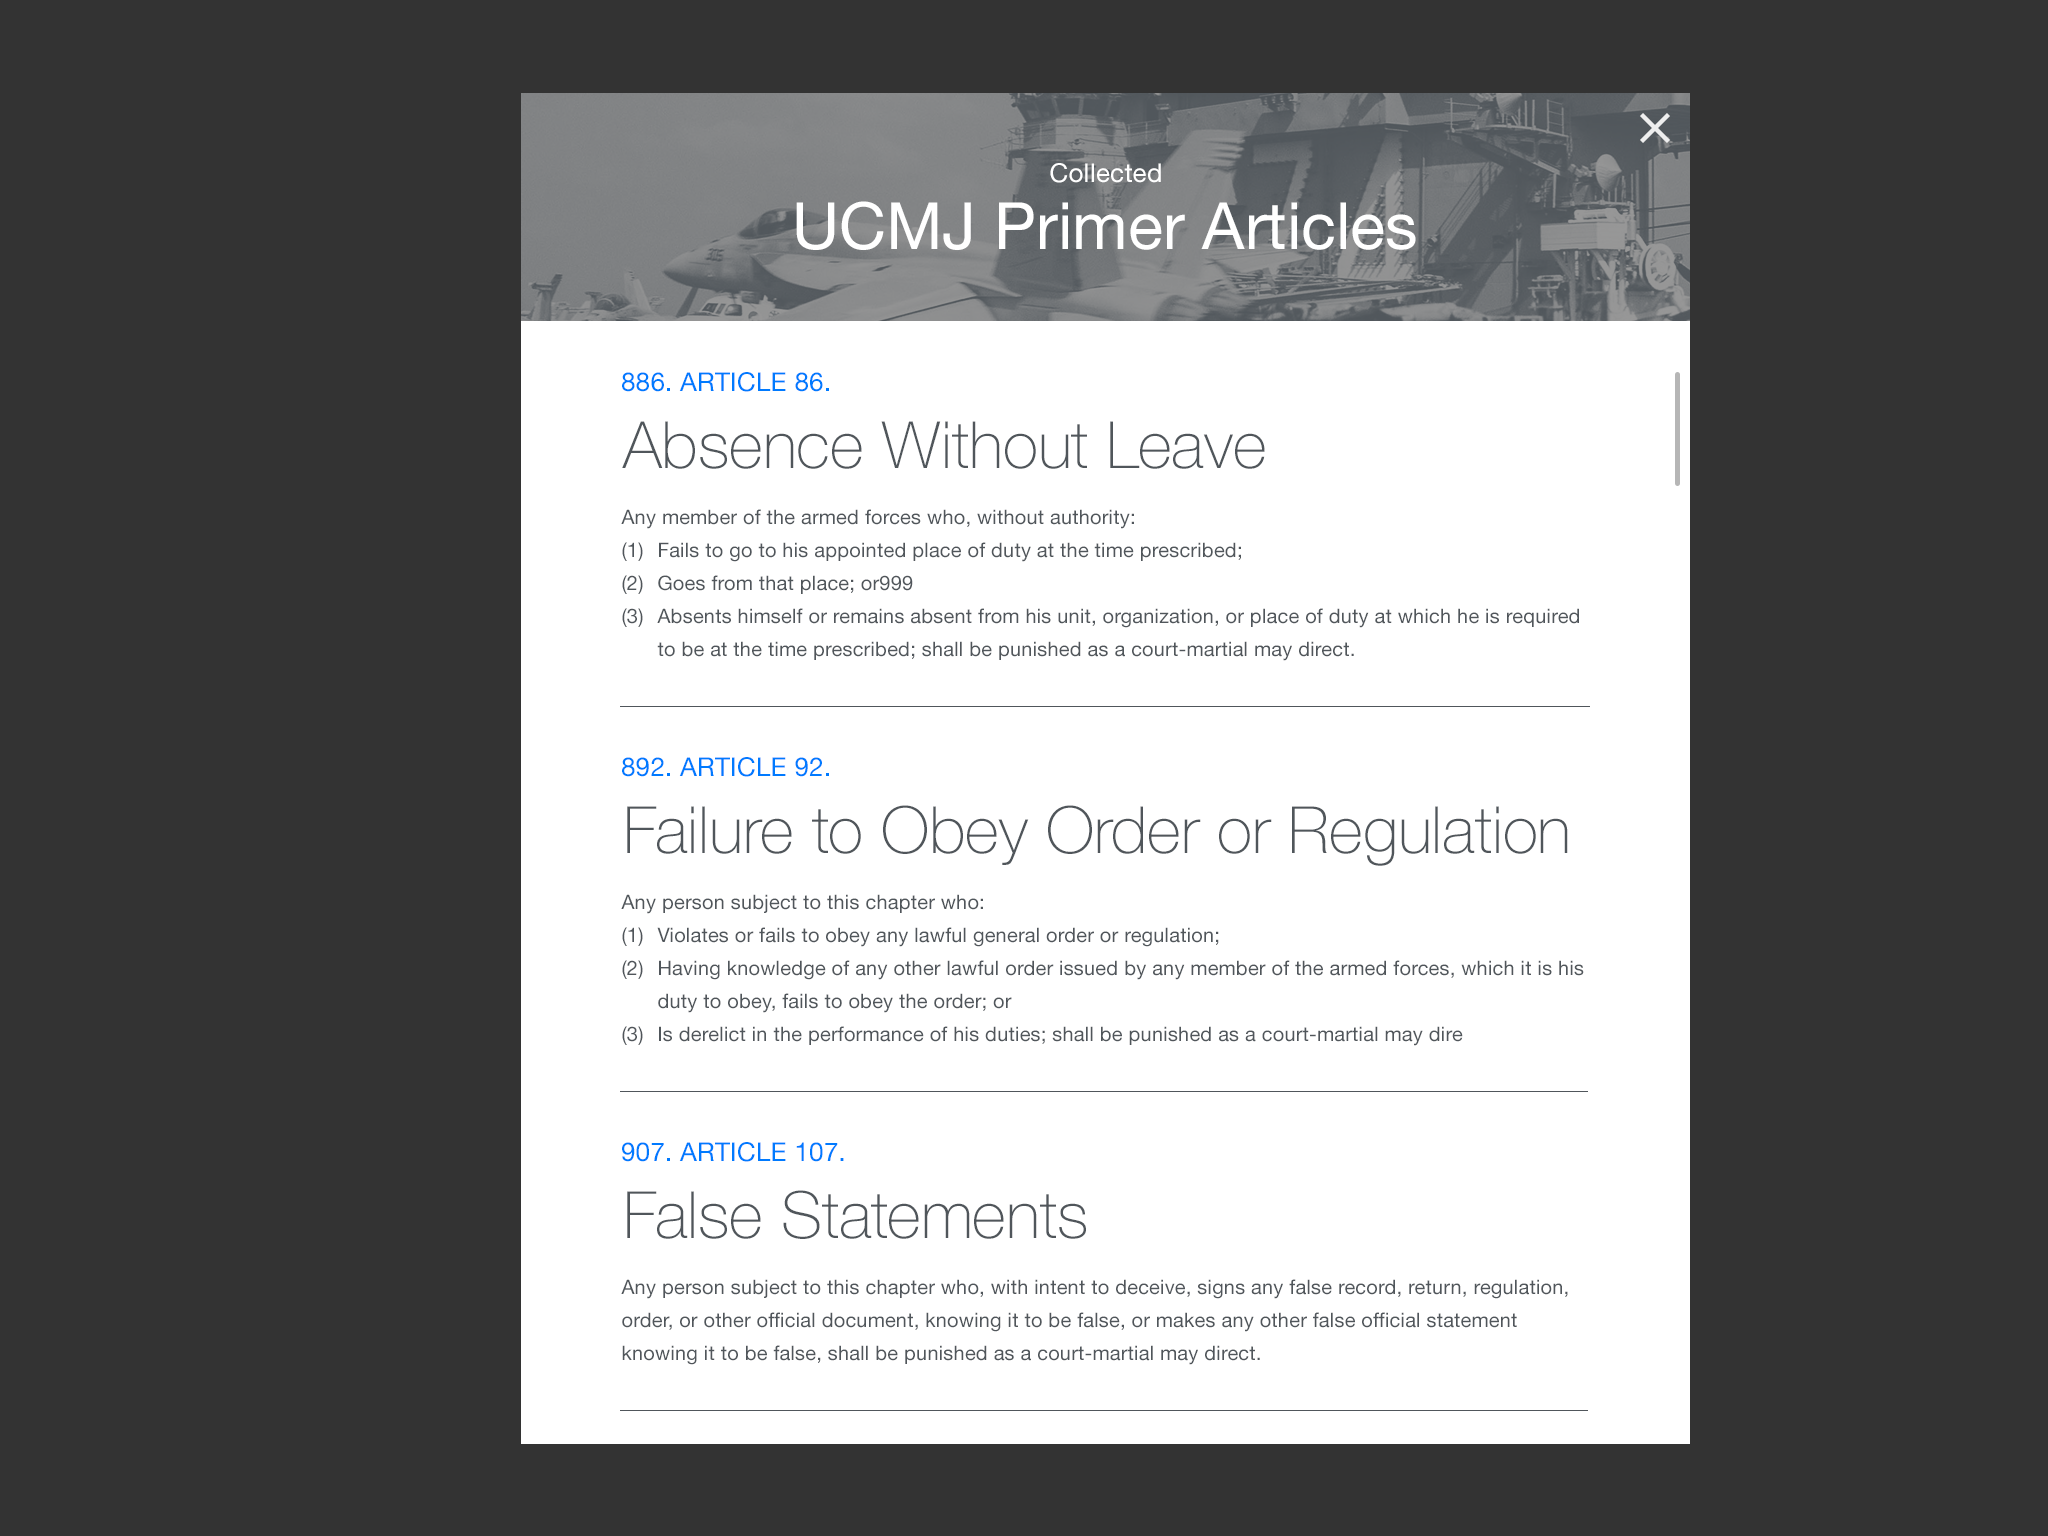 Collected
UCMJ Primer Articles
886. ARTICLE 86.
Absence Without Leave
Any member of the armed forces who, without authority:
(1) Fails to go to his appointed place of duty at the time prescribed;
(2) Goes from that place; or999
(3) Absents himself or remains absent from his unit, organization, or place of duty at which he is required
to be at the time prescribed; shall be punished as a court-martial may direct.
892. ARTICLE 92.
Failure to Obey Order or Regulation
Any person subject to this chapter who:
(1) Violates or fails to obey any lawful general order or regulation;
(2) Having knowledge of any other lawful order issued by any member of the armed forces, which it is his
duty to obey, fails to obey the order; or
(3) Is derelict in the performance of his duties; shall be punished as a court-martial may dire
907. ARTICLE 107.
False Statements
Any person subject to this chapter who, with intent to deceive, signs any false record, return, regulation,
order, or other official document, knowing it to be false, or makes any other false official statement
knowing it to be false, shall be punished as a court-martial may direct.